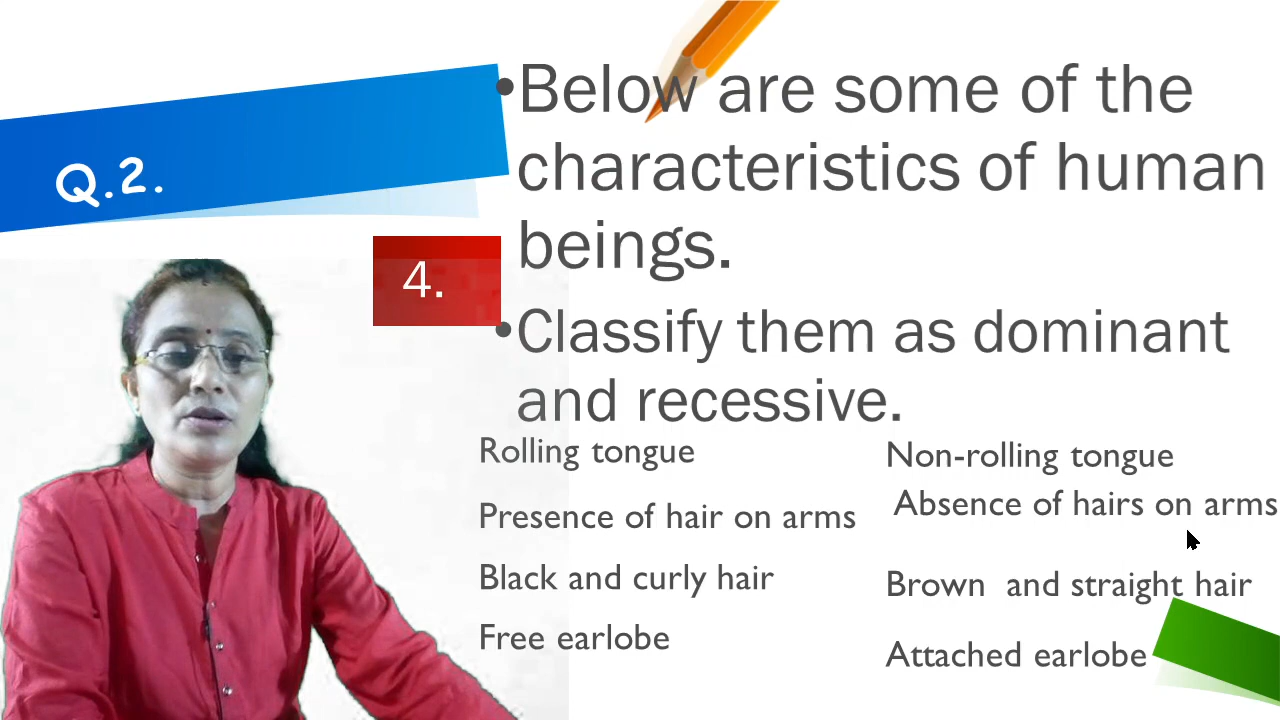 Q.2.
4.
•Below are some of the
characteristics of human
beings.
•Classify them as dominant
and recessive.
Rolling tongue
Non-rolling tongue
Presence of hair on arms
Absence of hairs on arms
Black and curly hair
Brown and straight hair
Free earlobe
Attached earlobe